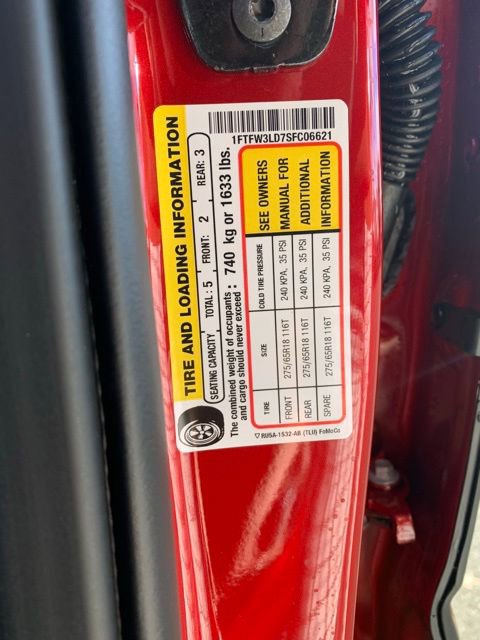 1FTFW3LD7SFC06621
TIRE AND LOADING INFORMATION
SEATING CAPACITY TOTAL: 5 FRONT: 2 REAR: 3
The combined weight of occupants
and cargo should never exceed : 740 kg or 1633 lbs.
TIRE SIZE COLD TIRE PRESSURE
FRONT 275/65R18 116T 240 KPA, 35 PSI
REAR 275/65R18 116T 240 KPA, 35 PSI
SPARE 275/65R18 116T 240 KPA, 35 PSI
SEE OWNERS
MANUAL FOR
ADDITIONAL
INFORMATION
RU5A-1532-AB (TLU) FoMoCo